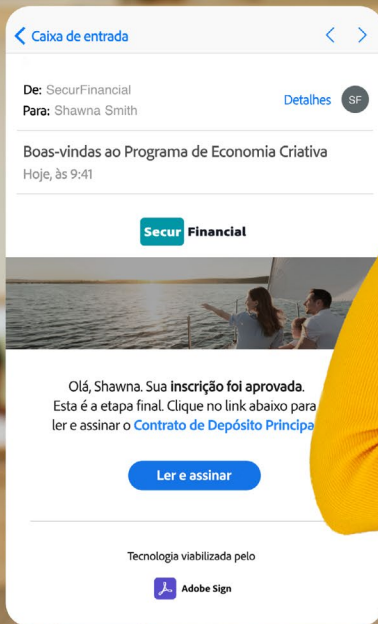 Caixa de entrada
De: SecurFinancial
Detalhes
SF
Para: Shawna Smith
Boas-vindas ao Programa de Economia Criativa
Hoje, às 9:41
Secur Financial
Olá, Shawna. Sua inscrição foi aprovada.
Esta é a etapa final. Clique no link abaixo para
ler e assinar o Contrato de Depósito
Ler e assinar
Tecnologia viabilizada pelo
Adobe Sign